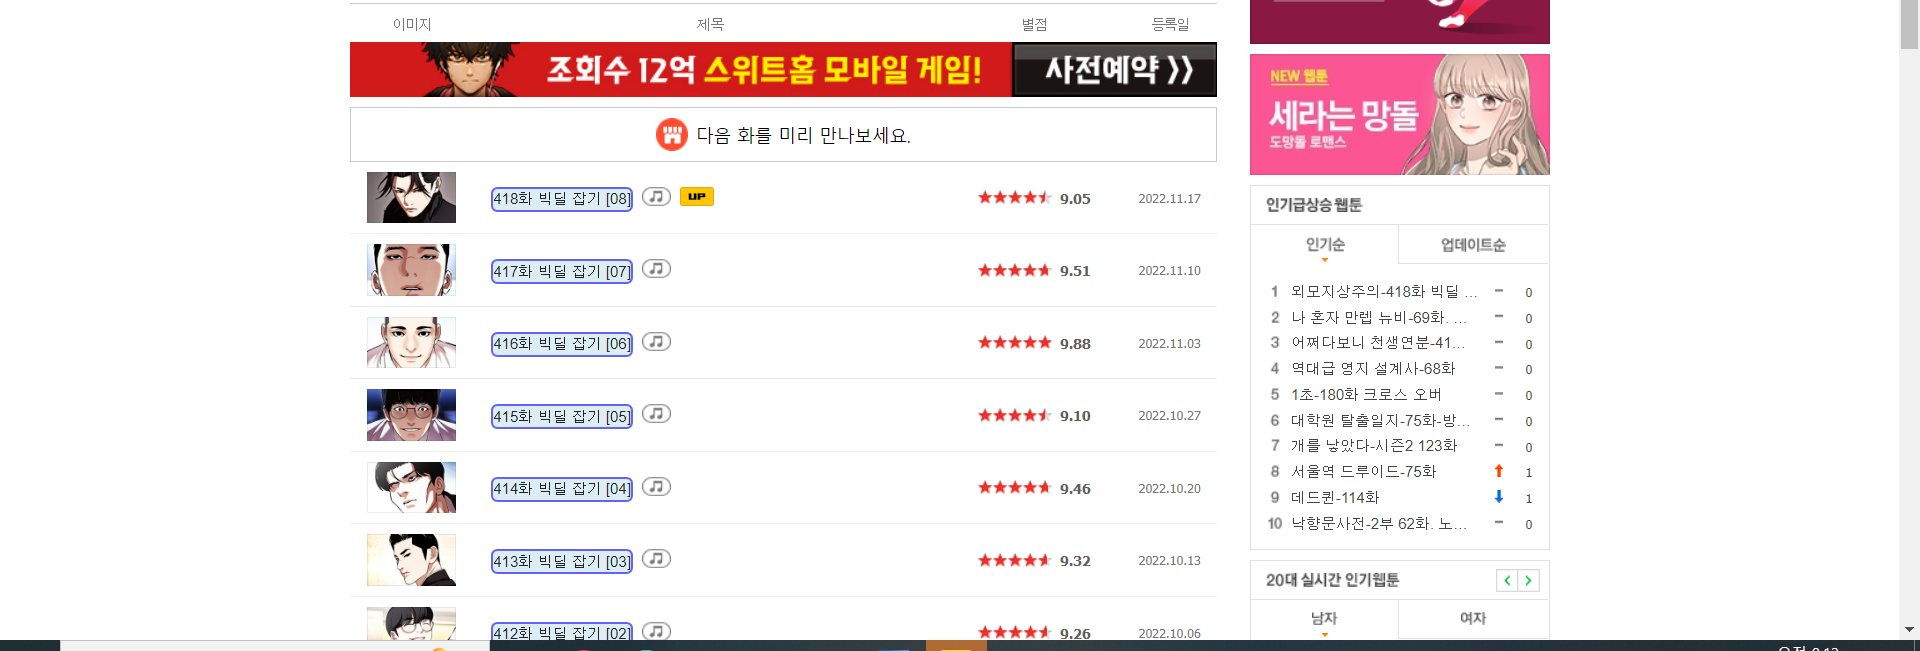 이미지 제목 별점 등록일
조회수 12억 스위트홈 모바일 게임! 사전예약 》
다음 화를 미리 만나보세요.
418화 빅딜 잡기 [08] UP 9.05 2022.11.17
417화 빅딜 잡기 [07] 9.51 2022.11.10
416화 빅딜 잡기 [06] 9.88 2022.11.03
415화 빅딜 잡기 [05] 9.10 2022.10.27
414화 빅딜 잡기 [04] 9.46 2022.10.20
413화 빅딜 잡기 [03] 9.32 2022.10.13
412화 빅딜 잡기 [02] 9.26 2022.10.06
NEW 웹툰
세라는 망돌
도망돌 로맨스
인기급상승 웹툰
인기순 업데이트순
1 외모지상주의-418화 빅딜 ... 0
2 나 혼자 만렙 뉴비-69화. ... 0
3 어쩌다보니 천생연분-41... 0
4 역대급 영지 설계사-68화 0
5 1초-180화 크로스 오버 0
6 대학원 탈출일지-75화-방... 0
7 개를 낳았다-시즌2 123화 0
8 서울역 드루이드-75화 1
9 데드퀸-114화 1
10 낙향문사전-2부 62화. 노... 0
20대 실시간 인기웹툰
남자 여자